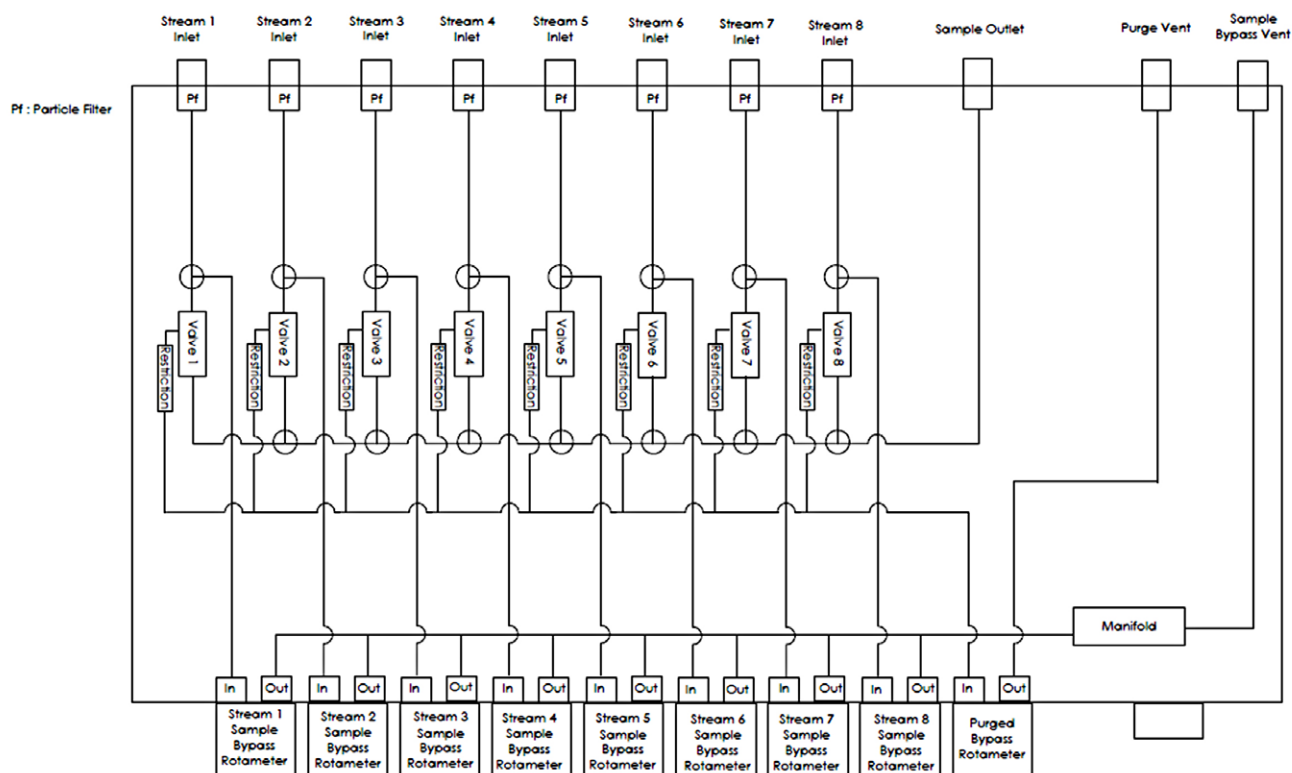 Stream 1
Inlet
Stream 2
Inlet
Stream 3
Inlet
Stream 4
Inlet
Stream 5
Inlet
Stream 6
Inlet
Stream 7
Inlet
Stream 8
Inlet
Sample Outlet
Purge Vent
Sample
Bypass Vent
Pf : Particle Filter
Pf
Pf
Pf
Pf
Pf
Pf
Pf
Pf
Restriction
Valve 1
Restriction
Valve 2
Restriction
Valve 3
Restriction
Valve 4
Restriction
Valve 5
Restriction
Valve 6
Restriction
Valve 7
Restriction
Valve 8
Manifold
In
Out
In
Out
In
Out
In
Out
In
Out
In
Out
In
Out
In
Out
In
Out
Stream 1
Sample
Bypass
Rotameter
Stream 2
Sample
Bypass
Rotameter
Stream 3
Sample
Bypass
Rotameter
Stream 4
Sample
Bypass
Rotameter
Stream 5
Sample
Bypass
Rotameter
Stream 6
Sample
Bypass
Rotameter
Stream 7
Sample
Bypass
Rotameter
Stream 8
Sample
Bypass
Rotameter
Purged
Bypass
Rotameter